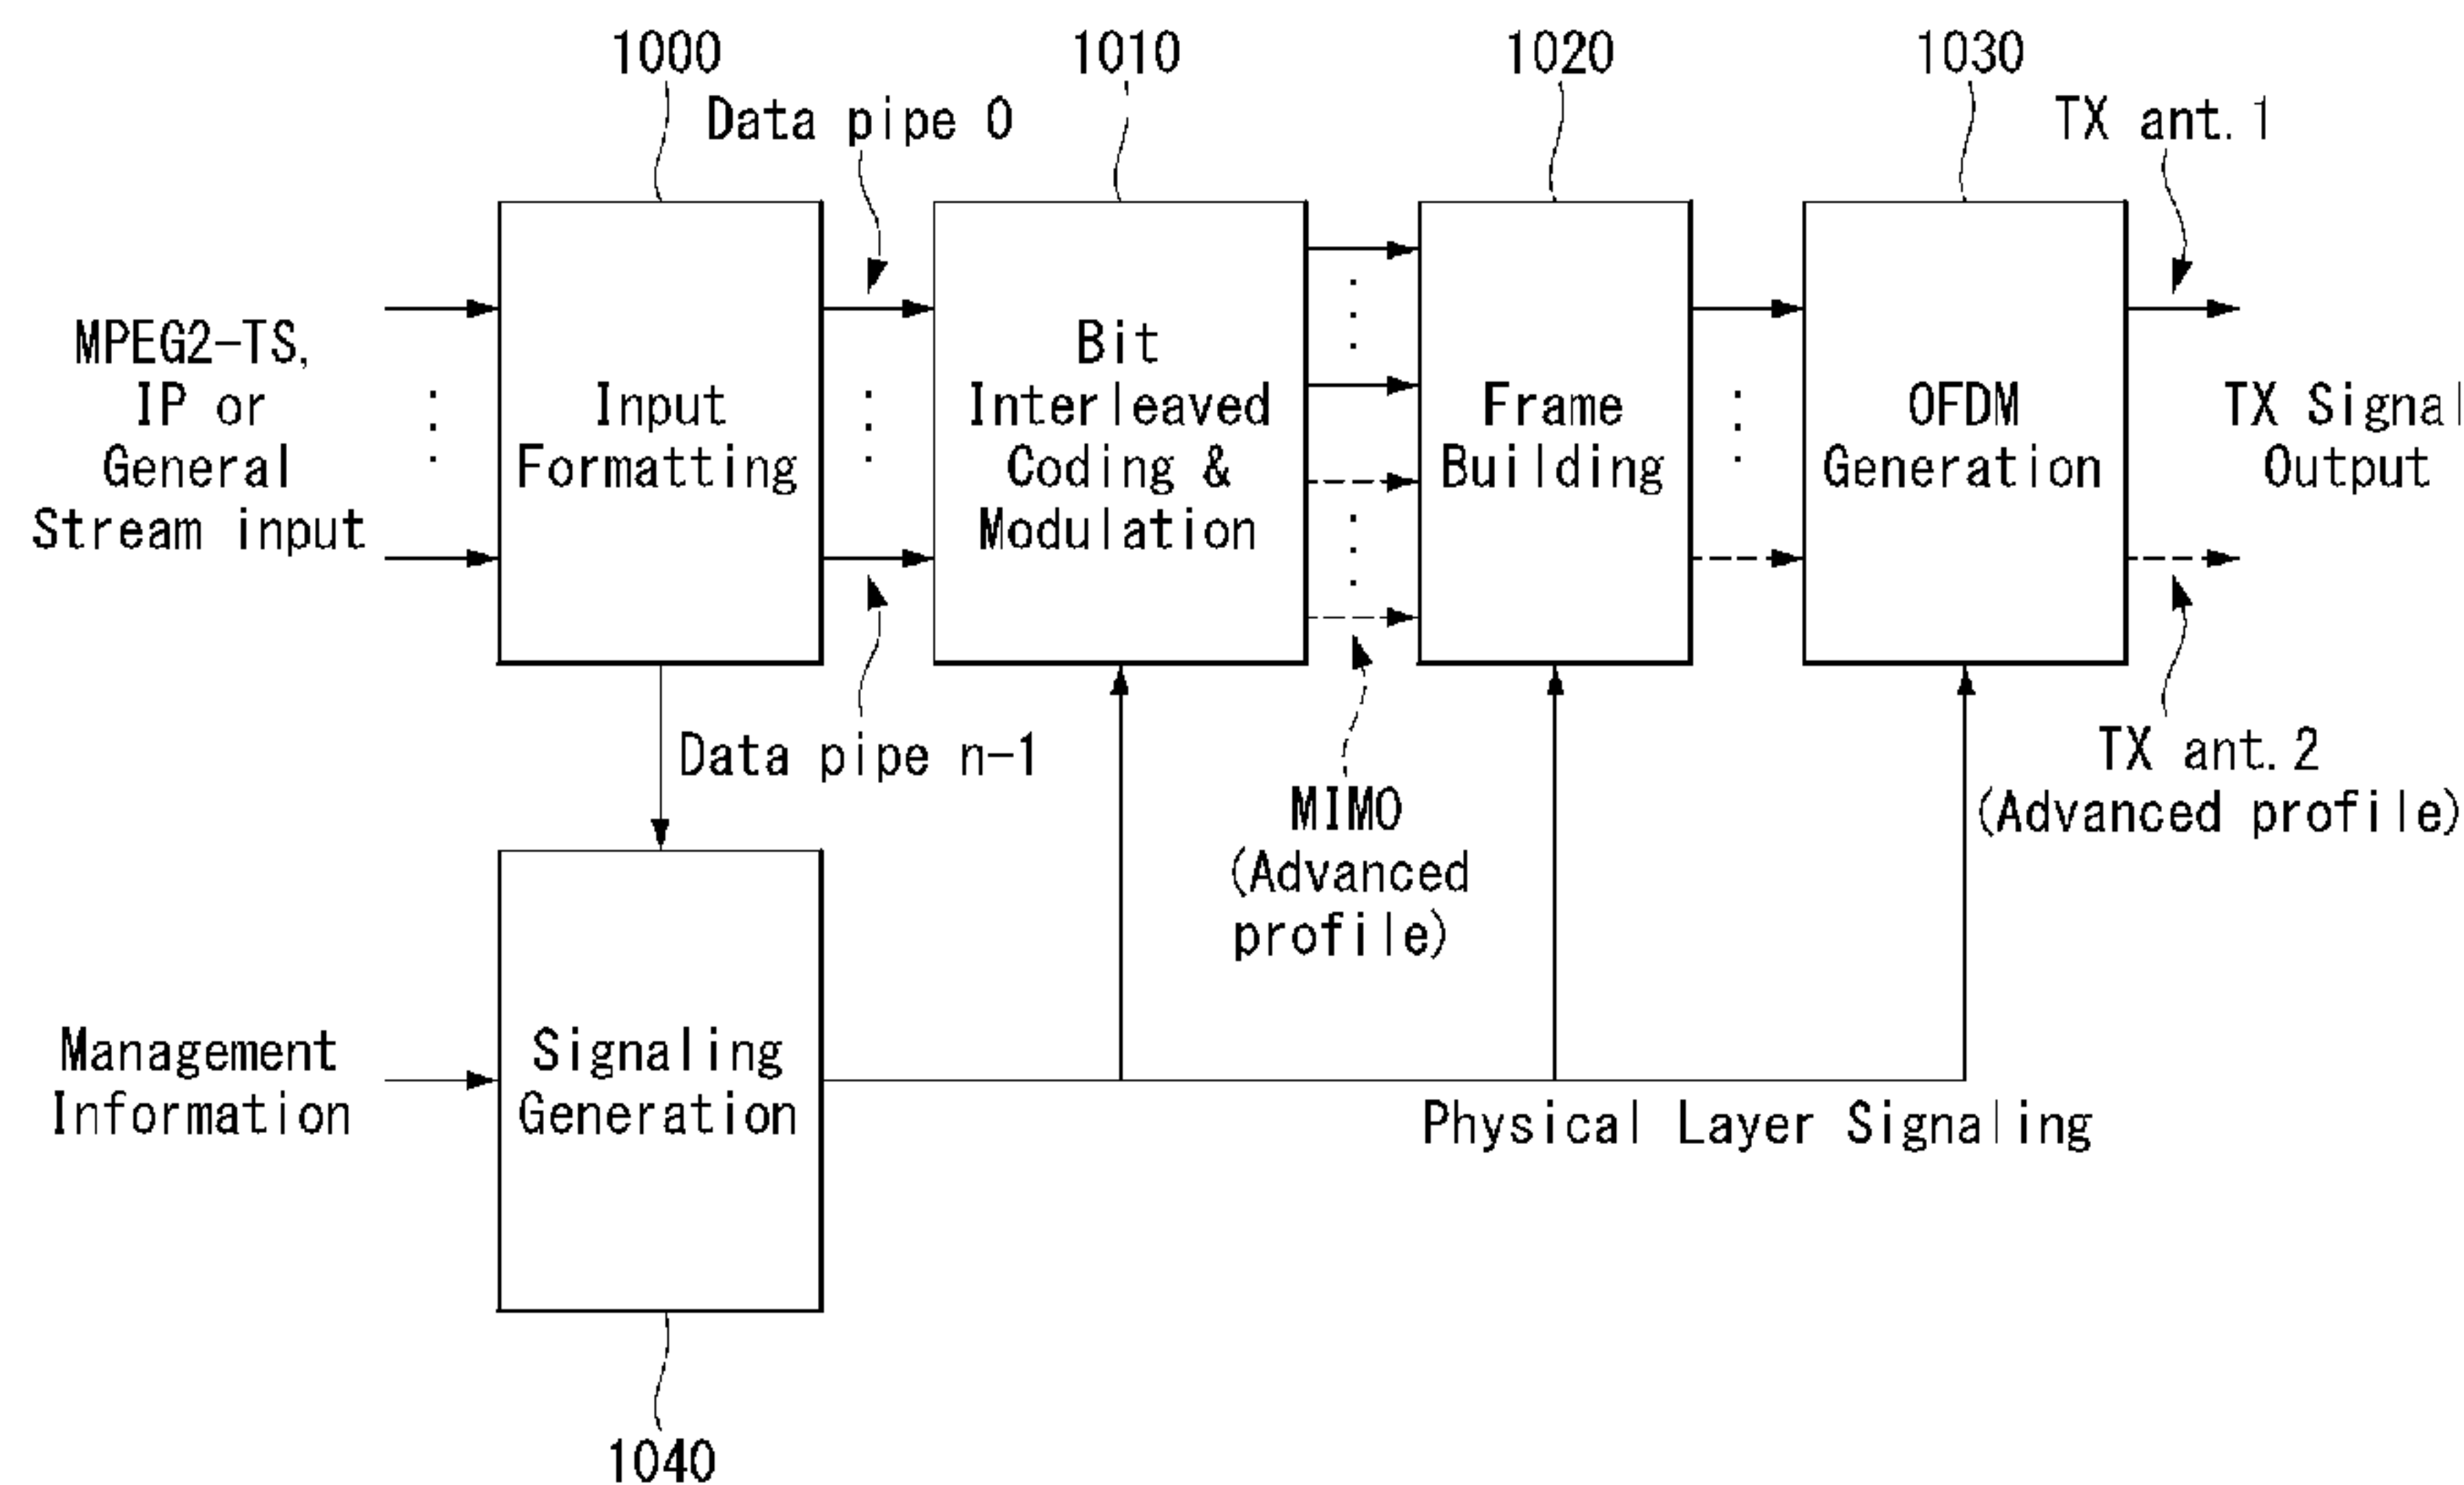 1000
1010
1020
1030
Data pipe 0
TX ant. 1
MPEG2-TS,
IP or
General
Stream input
Input
Formatting
Bit
Interleaved
Coding &
Modulation
Frame
Building
OFDM
Generation
TX Signal
Output
Data pipe n-1
MIMO
(Advanced
profile)
TX ant. 2
(Advanced profile)
Management
Information
Signaling
Generation
Physical Layer Signaling
1040